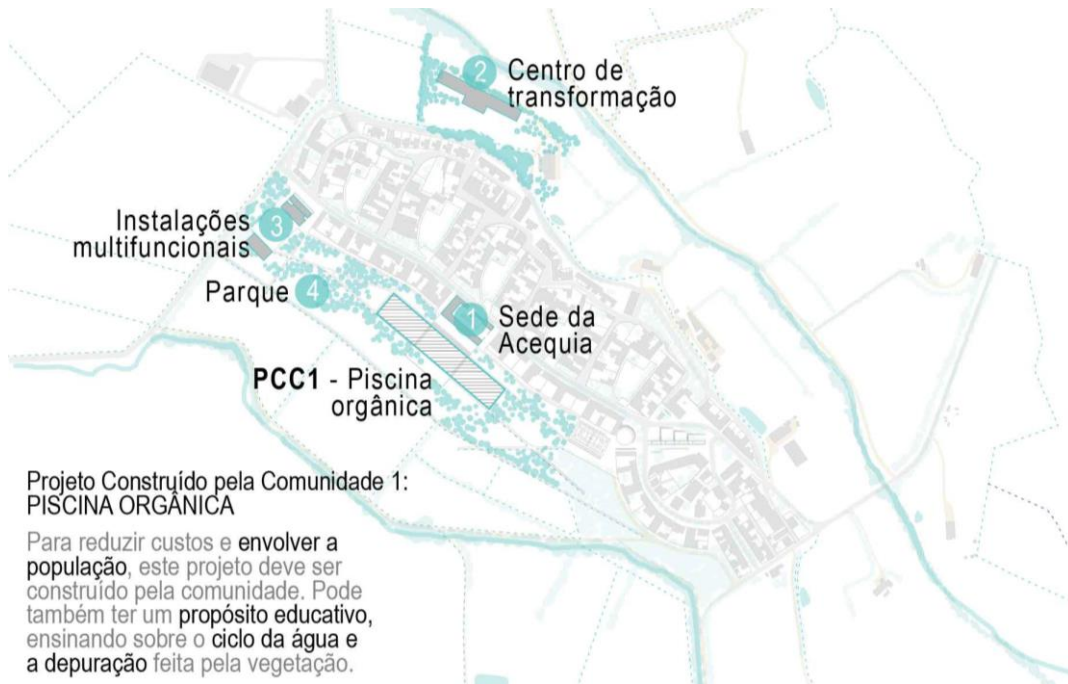 2 Centro de
transformação
Instalações
multifuncionais
3
Parque 4
1 Sede da
Acequia
PCC1 - Piscina
orgânica
Projeto Construído pela Comunidade 1:
PISCINA ORGÂNICA
Para reduzir custos e envolver a
população, este projeto deve ser
construído pela comunidade. Pode
também ter um propósito educativo,
ensinando sobre o ciclo da água e
a depuração feita pela vegetação.